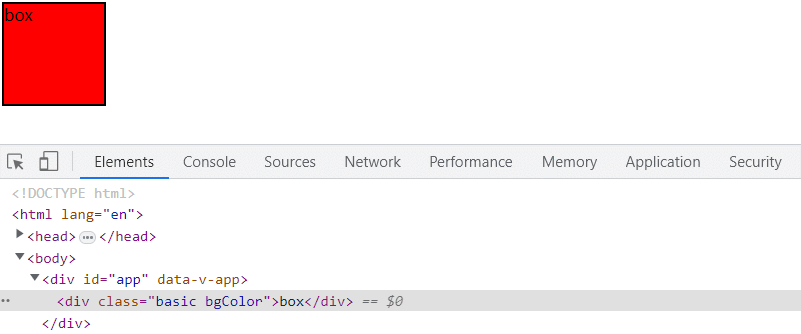 box
Elements Console Sources Network Performance Memory Application Security
<!DOCTYPE html>
<html lang="en">
<head>•••</head>
<body>
<div id="app" data-v-app>
<div class="basic bgColor">box</div> == $0
</div>